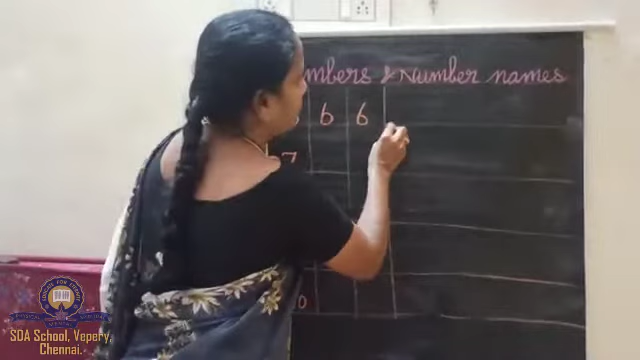 mbers & Number names
6 6
7
0
SDA School, Vepery,
Chennai.